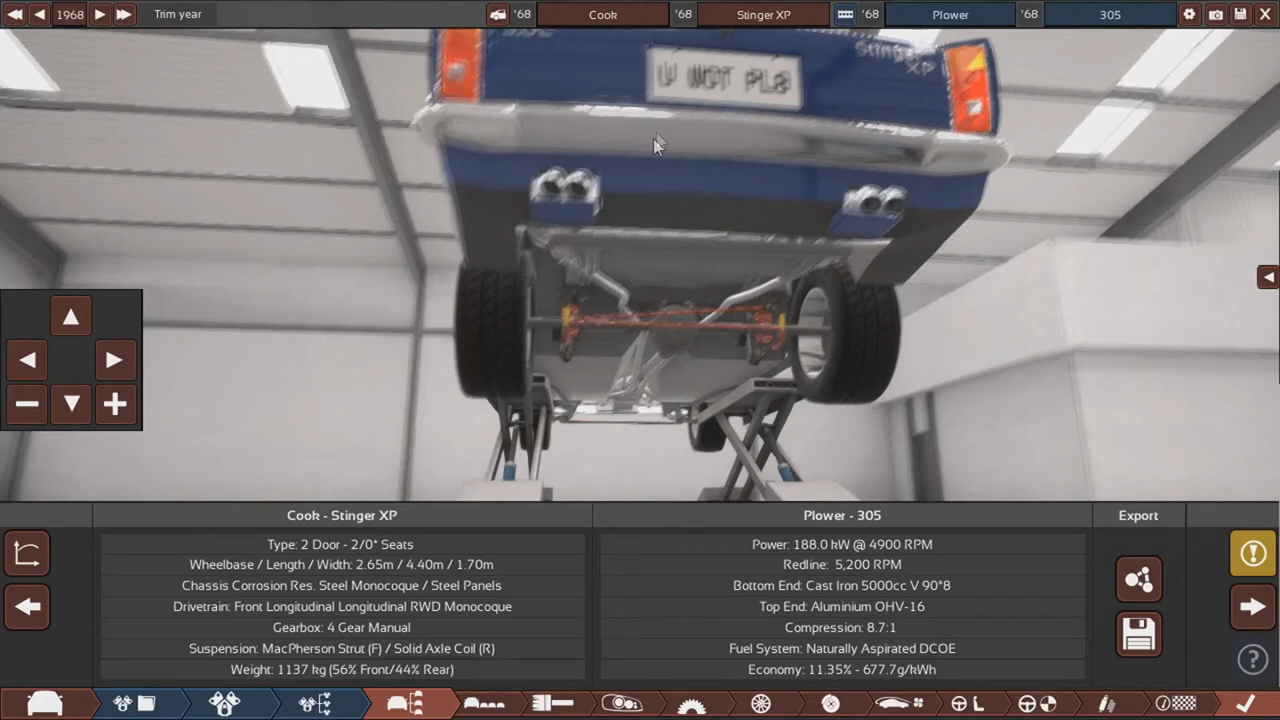 1968 Trim year '68 Cook '68 Stinger XP '68 Plower '68 305
Stinger
XP
U WOT PL8
Cook - Stinger XP
Type: 2 Door - 2/0* Seats
Wheelbase / Length / Width: 2.65m / 4.40m / 1.70m
Chassis Corrosion Res. Steel Monocoque / Steel Panels
Drivetrain: Front Longitudinal Longitudinal RWD Monocoque
Gearbox: 4 Gear Manual
Suspension: MacPherson Strut (F) / Solid Axle Coil (R)
Weight: 1137 kg (56% Front/44% Rear)
Plower - 305
Power: 188.0 kW @ 4900 RPM
Redline: 5,200 RPM
Bottom End: Cast Iron 5000cc V 90°8
Top End: Aluminium OHV-16
Compression: 8.7:1
Fuel System: Naturally Aspirated DCOE
Economy: 11.35% - 677.7g/kWh
Export